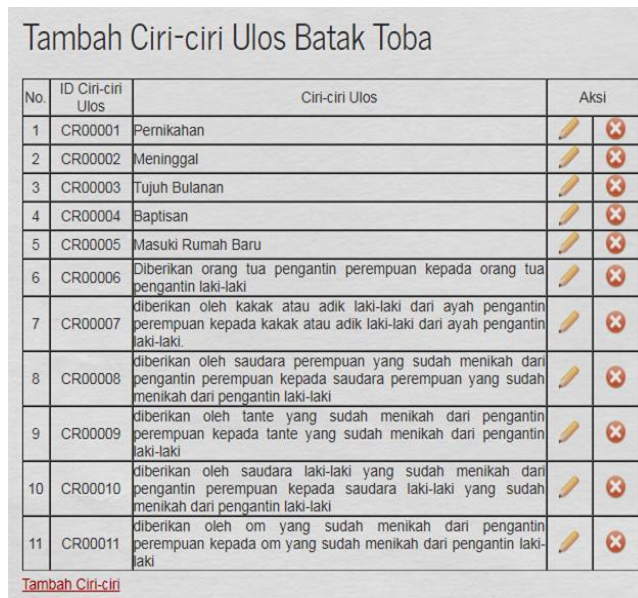 Tambah Ciri-ciri Ulos Batak Toba
No. ID Ciri-ciri Ulos Ciri-ciri Ulos Aksi
1 CR00001 Pernikahan
2 CR00002 Meninggal
3 CR00003 Tujuh Bulanan
4 CR00004 Baptisan
5 CR00005 Masuki Rumah Baru
6 CR00006 Diberikan orang tua pengantin perempuan kepada orang tua
pengantin laki-laki
7 CR00007 diberikan oleh kakak atau adik laki-laki dari ayah pengantin
perempuan kepada kakak atau adik laki-laki dari ayah pengantin
laki-laki.
8 CR00008 diberikan oleh saudara perempuan yang sudah menikah dari
pengantin perempuan kepada saudara perempuan yang sudah
menikah dari pengantin laki-laki
9 CR00009 diberikan oleh tante yang sudah menikah dari pengantin
perempuan kepada tante yang sudah menikah dari pengantin
laki-laki
10 CR00010 diberikan oleh saudara laki-laki yang sudah menikah dari
pengantin perempuan kepada saudara laki-laki yang sudah
menikah dari pengantin laki-laki
11 CR00011 diberikan oleh om yang sudah menikah dari pengantin
perempuan kepada om yang sudah menikah dari pengantin laki-
laki
Tambah Ciri-ciri